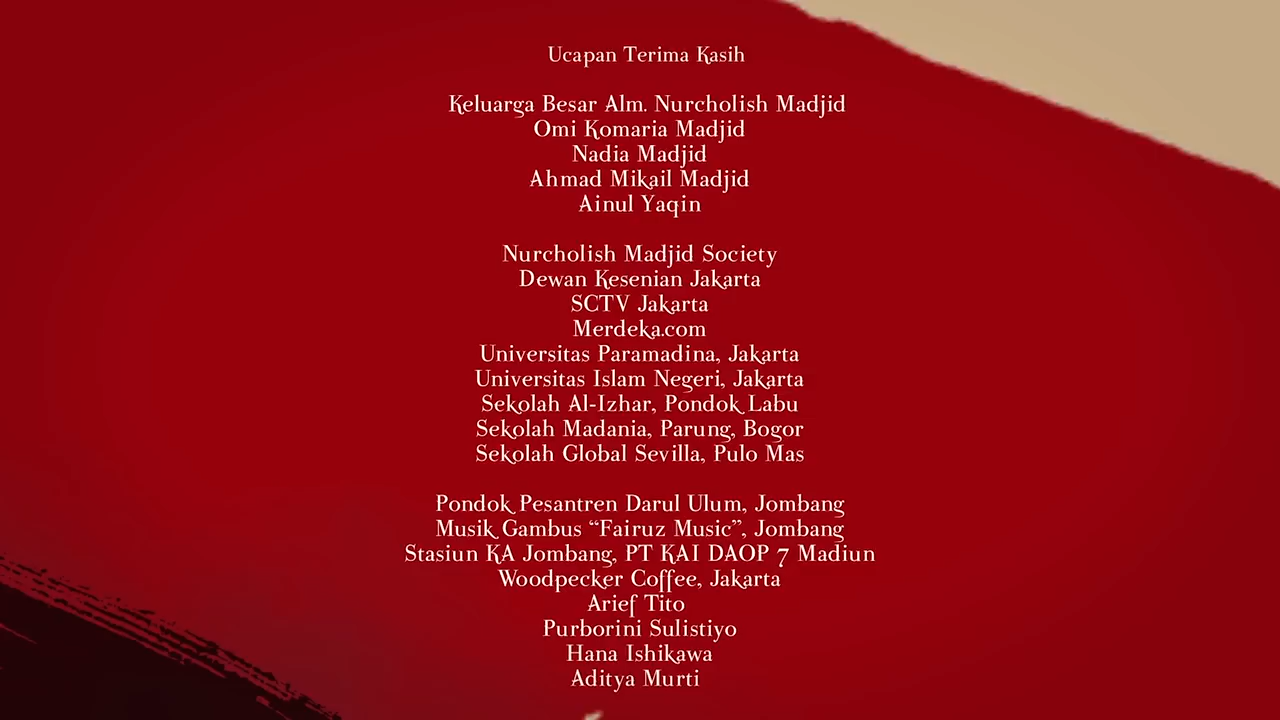 Ucapan Terima Kasih
Keluarga Besar Alm. Nurcholish Madjid
Omi Komaria Madjid
Nadia Madjid
Ahmad Mikail Madjid
Ainul Yaqin
Nurcholish Madjid Society
Dewan Kesenian Jakarta
SCTV Jakarta
Merdeka.com
Universitas Paramadina, Jakarta
Universitas Islam Negeri, Jakarta
Sekolah Al-Izhar, Pondok Labu
Sekolah Madania, Parung, Bogor
Sekolah Global Sevilla, Pulo Mas
Pondok Pesantren Darul Ulum, Jombang
Musik Gambus “Fairuz Music”, Jombang
Stasiun KA Jombang, PT KAI DAOP 7 Madiun
Woodpecker Coffee, Jakarta
Arief Tito
Purborini Sulistiyo
Hana Ishikawa
Aditya Murti